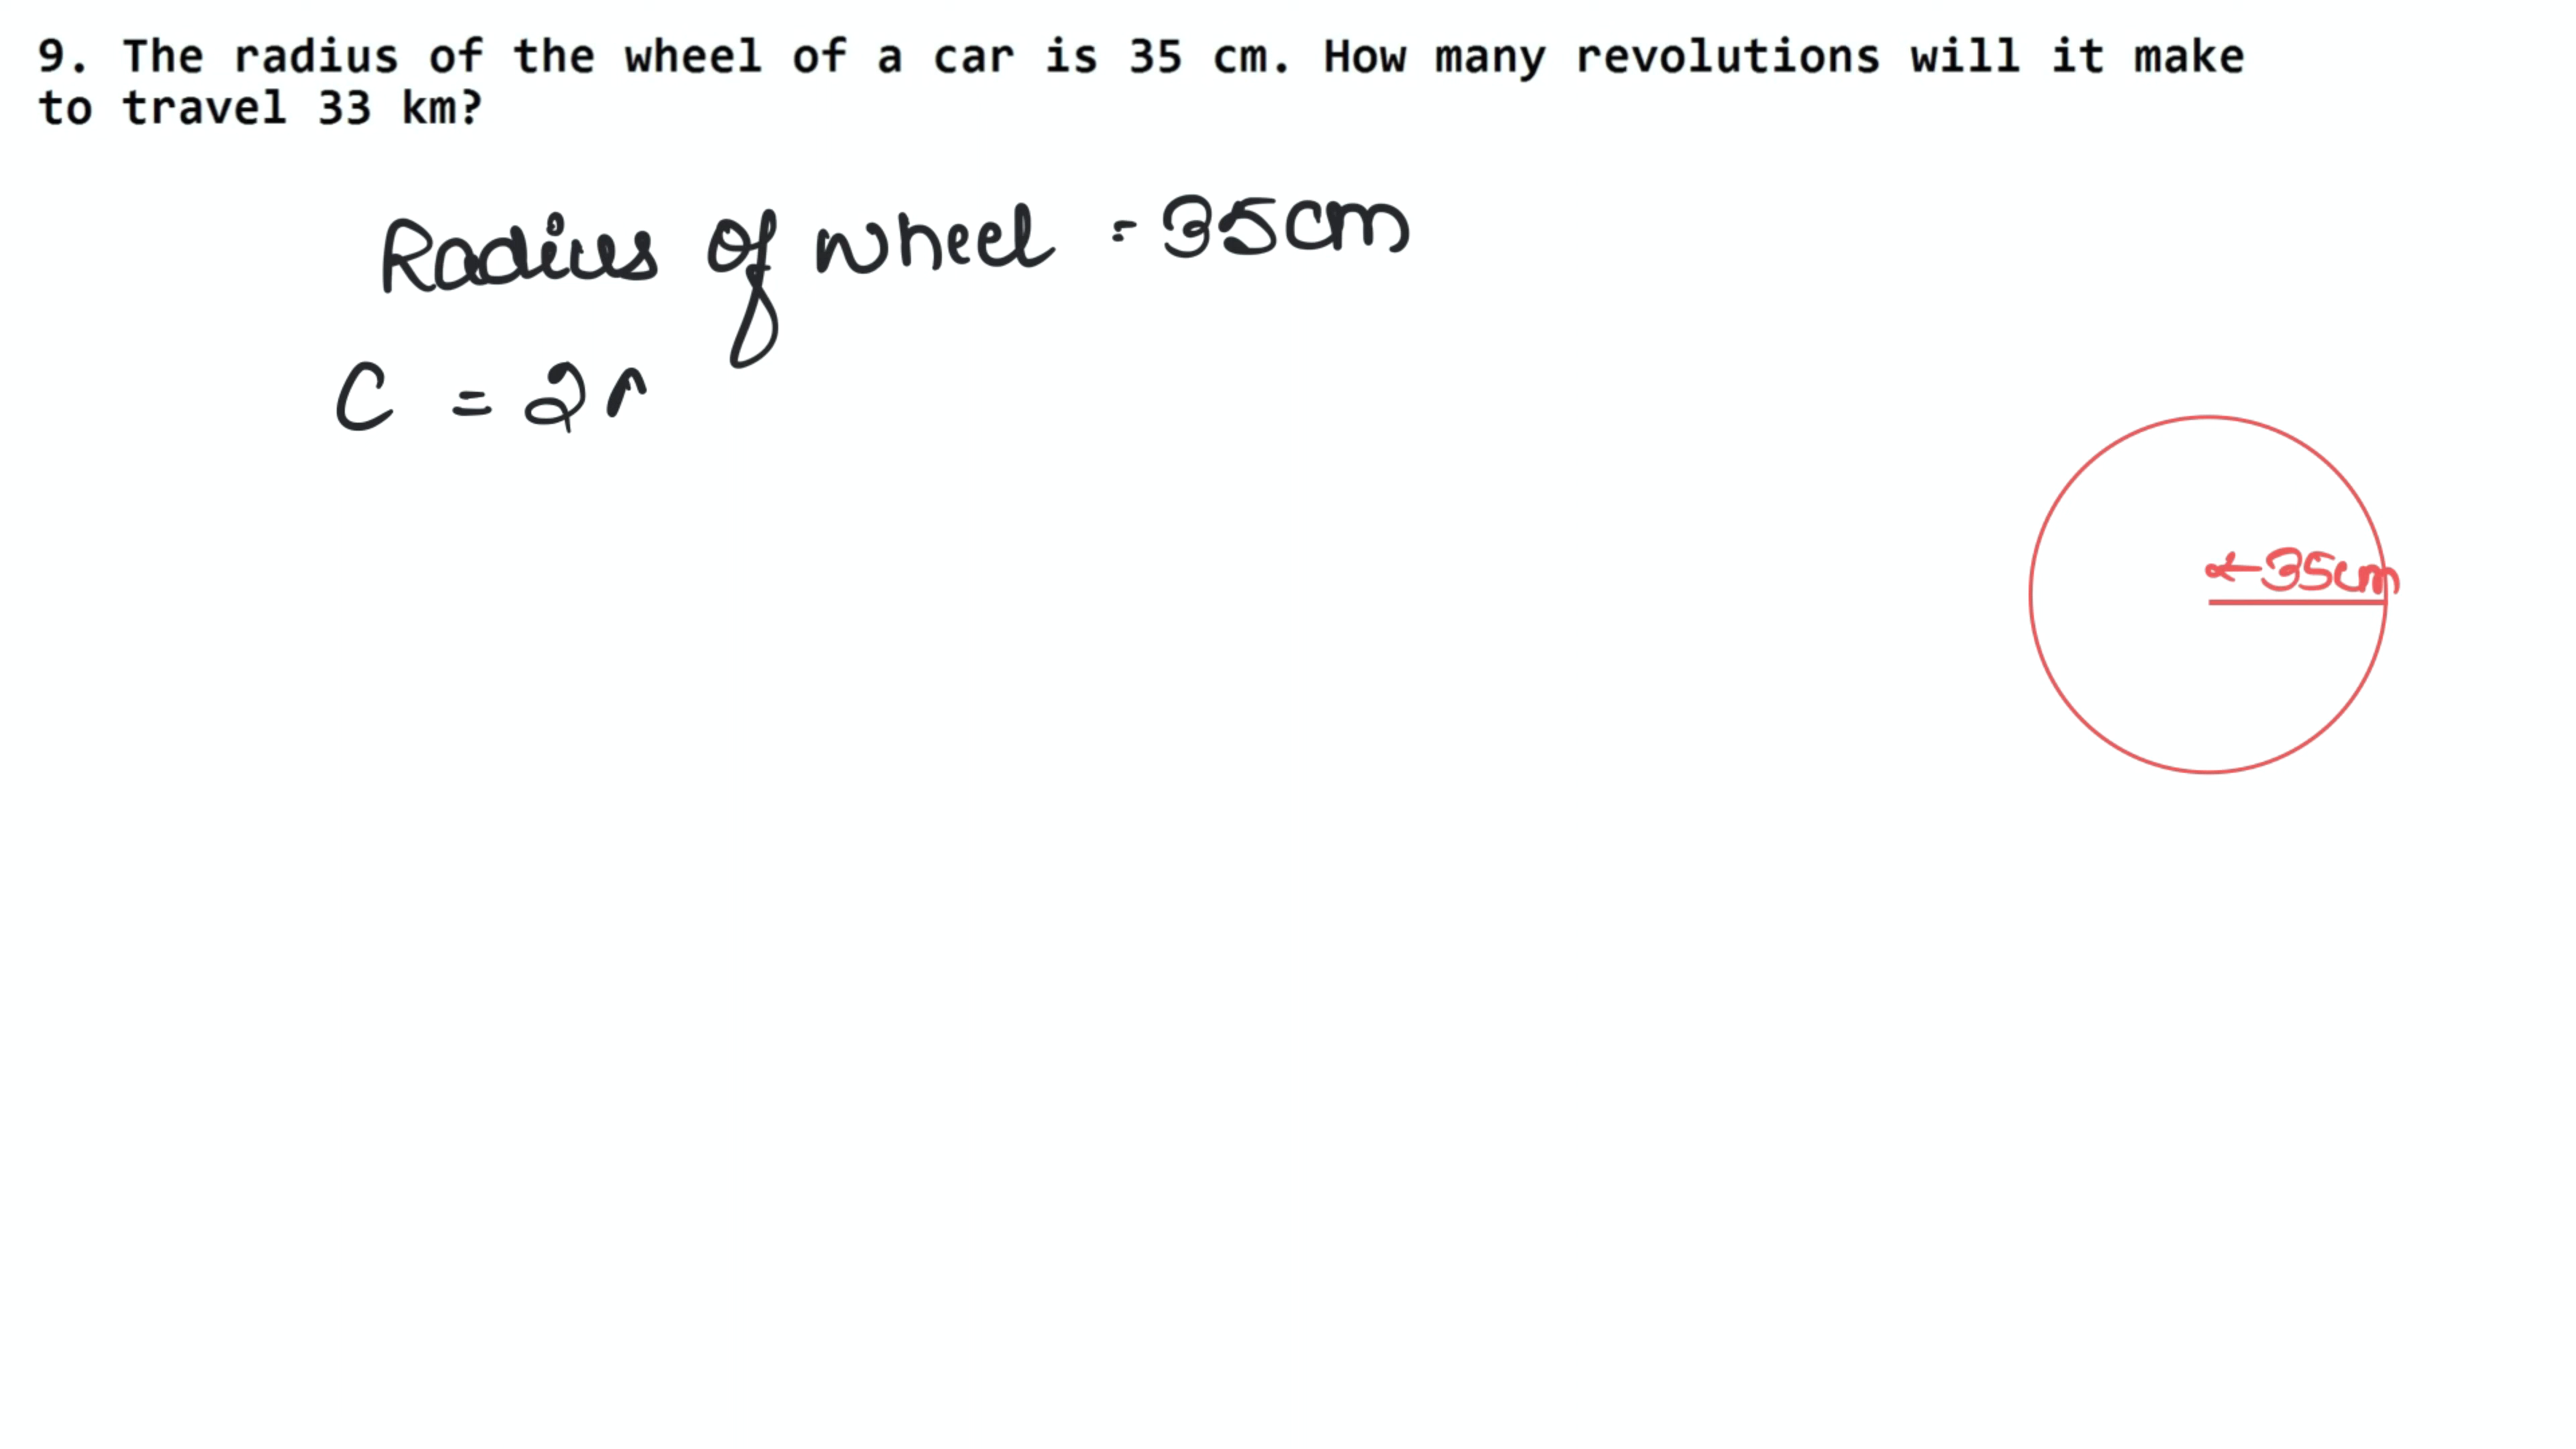 9. The radius of the wheel of a car is 35 cm. How many revolutions will it make
to travel 33 km?
Radius of wheel = 35cm
C = 2 r
35cm